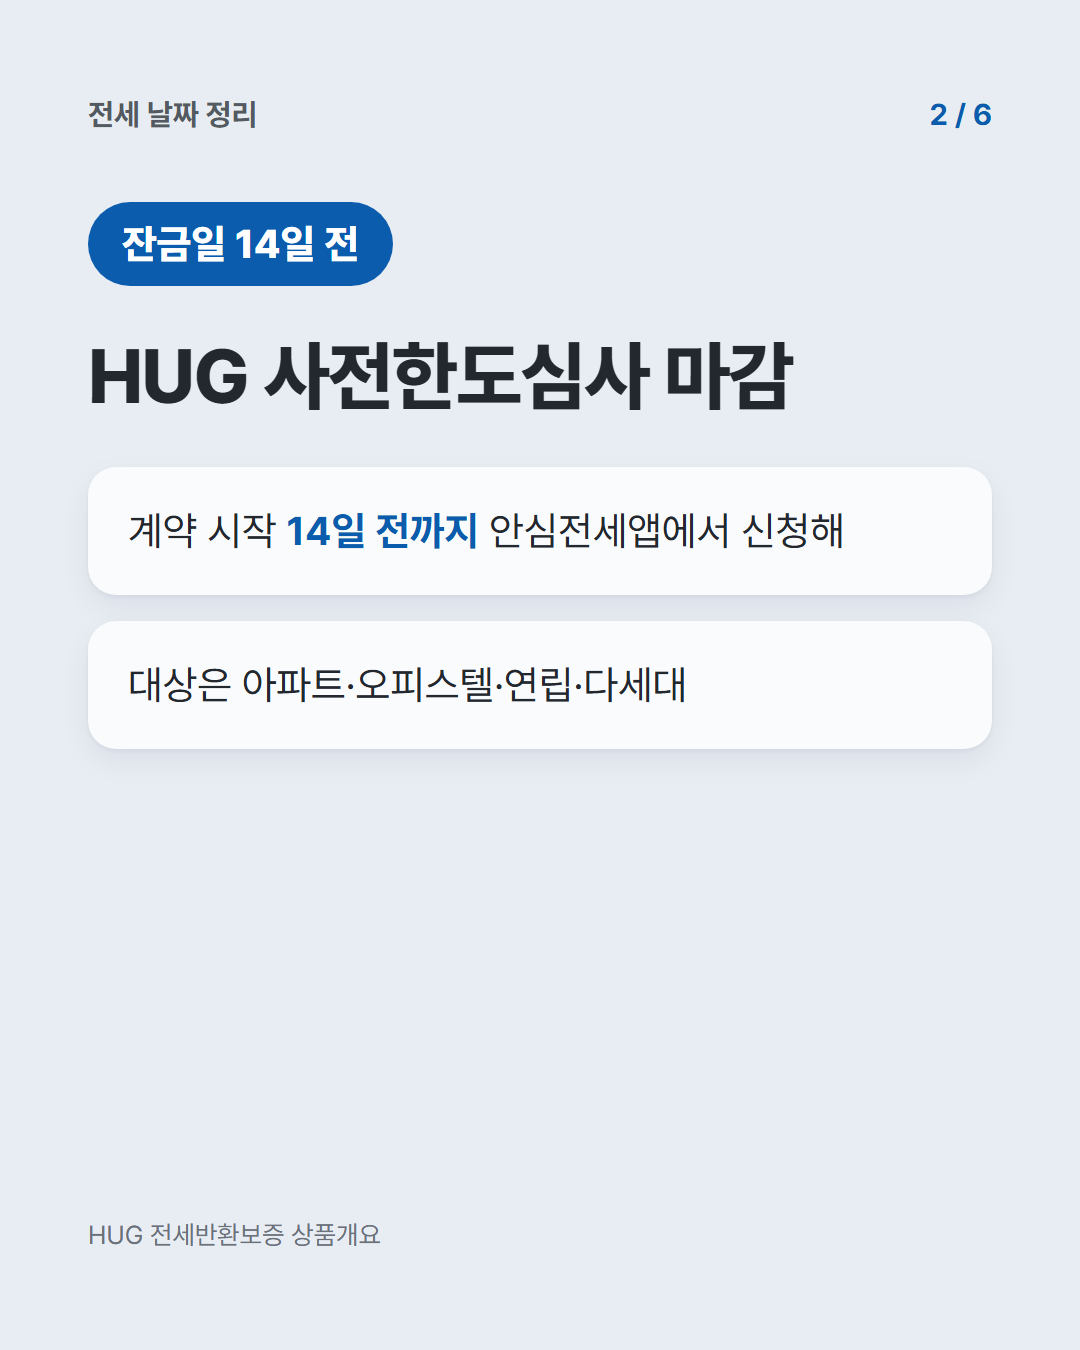 전세 날짜 정리
2 / 6
잔금일 14일 전
HUG 사전한도심사 마감
계약 시작 14일 전까지 안심전세앱에서 신청해
대상은 아파트·오피스텔·연립·다세대
HUG 전세반환보증 상품개요